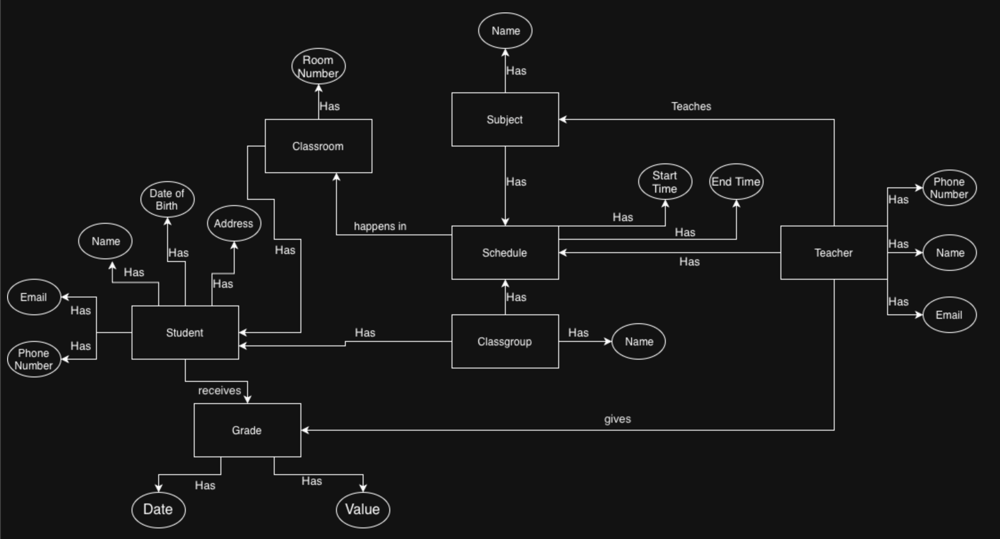 Name
Room
Number
Has
Has
Teaches
Subject
Classroom
Start
Time
End Time
Phone
Number
Has
Date of
Birth
Has
Address
Has
happens in
Has
Name
Has
Has
Has
Schedule
Teacher
Has
Name
Has
Has
Has
Email
Has
Has
Has
Email
Student
Has
Has
Name
Classgroup
Has
Phone
Number
receives
gives
Grade
Has
Has
Date
Value